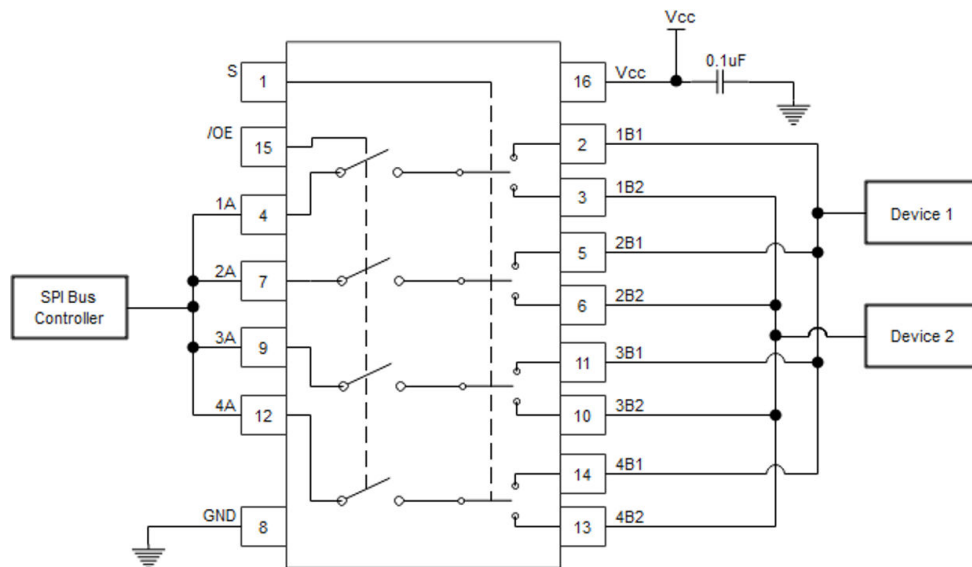 Vcc
0.1uF
S
1
16
Vcc
/OE
15
2
1B1
3
1B2
1A
4
Device 1
5
2B1
2A
7
6
2B2
SPI Bus
Controller
Device 2
3A
9
11
3B1
10
3B2
4A
12
14
4B1
GND
8
13
4B2